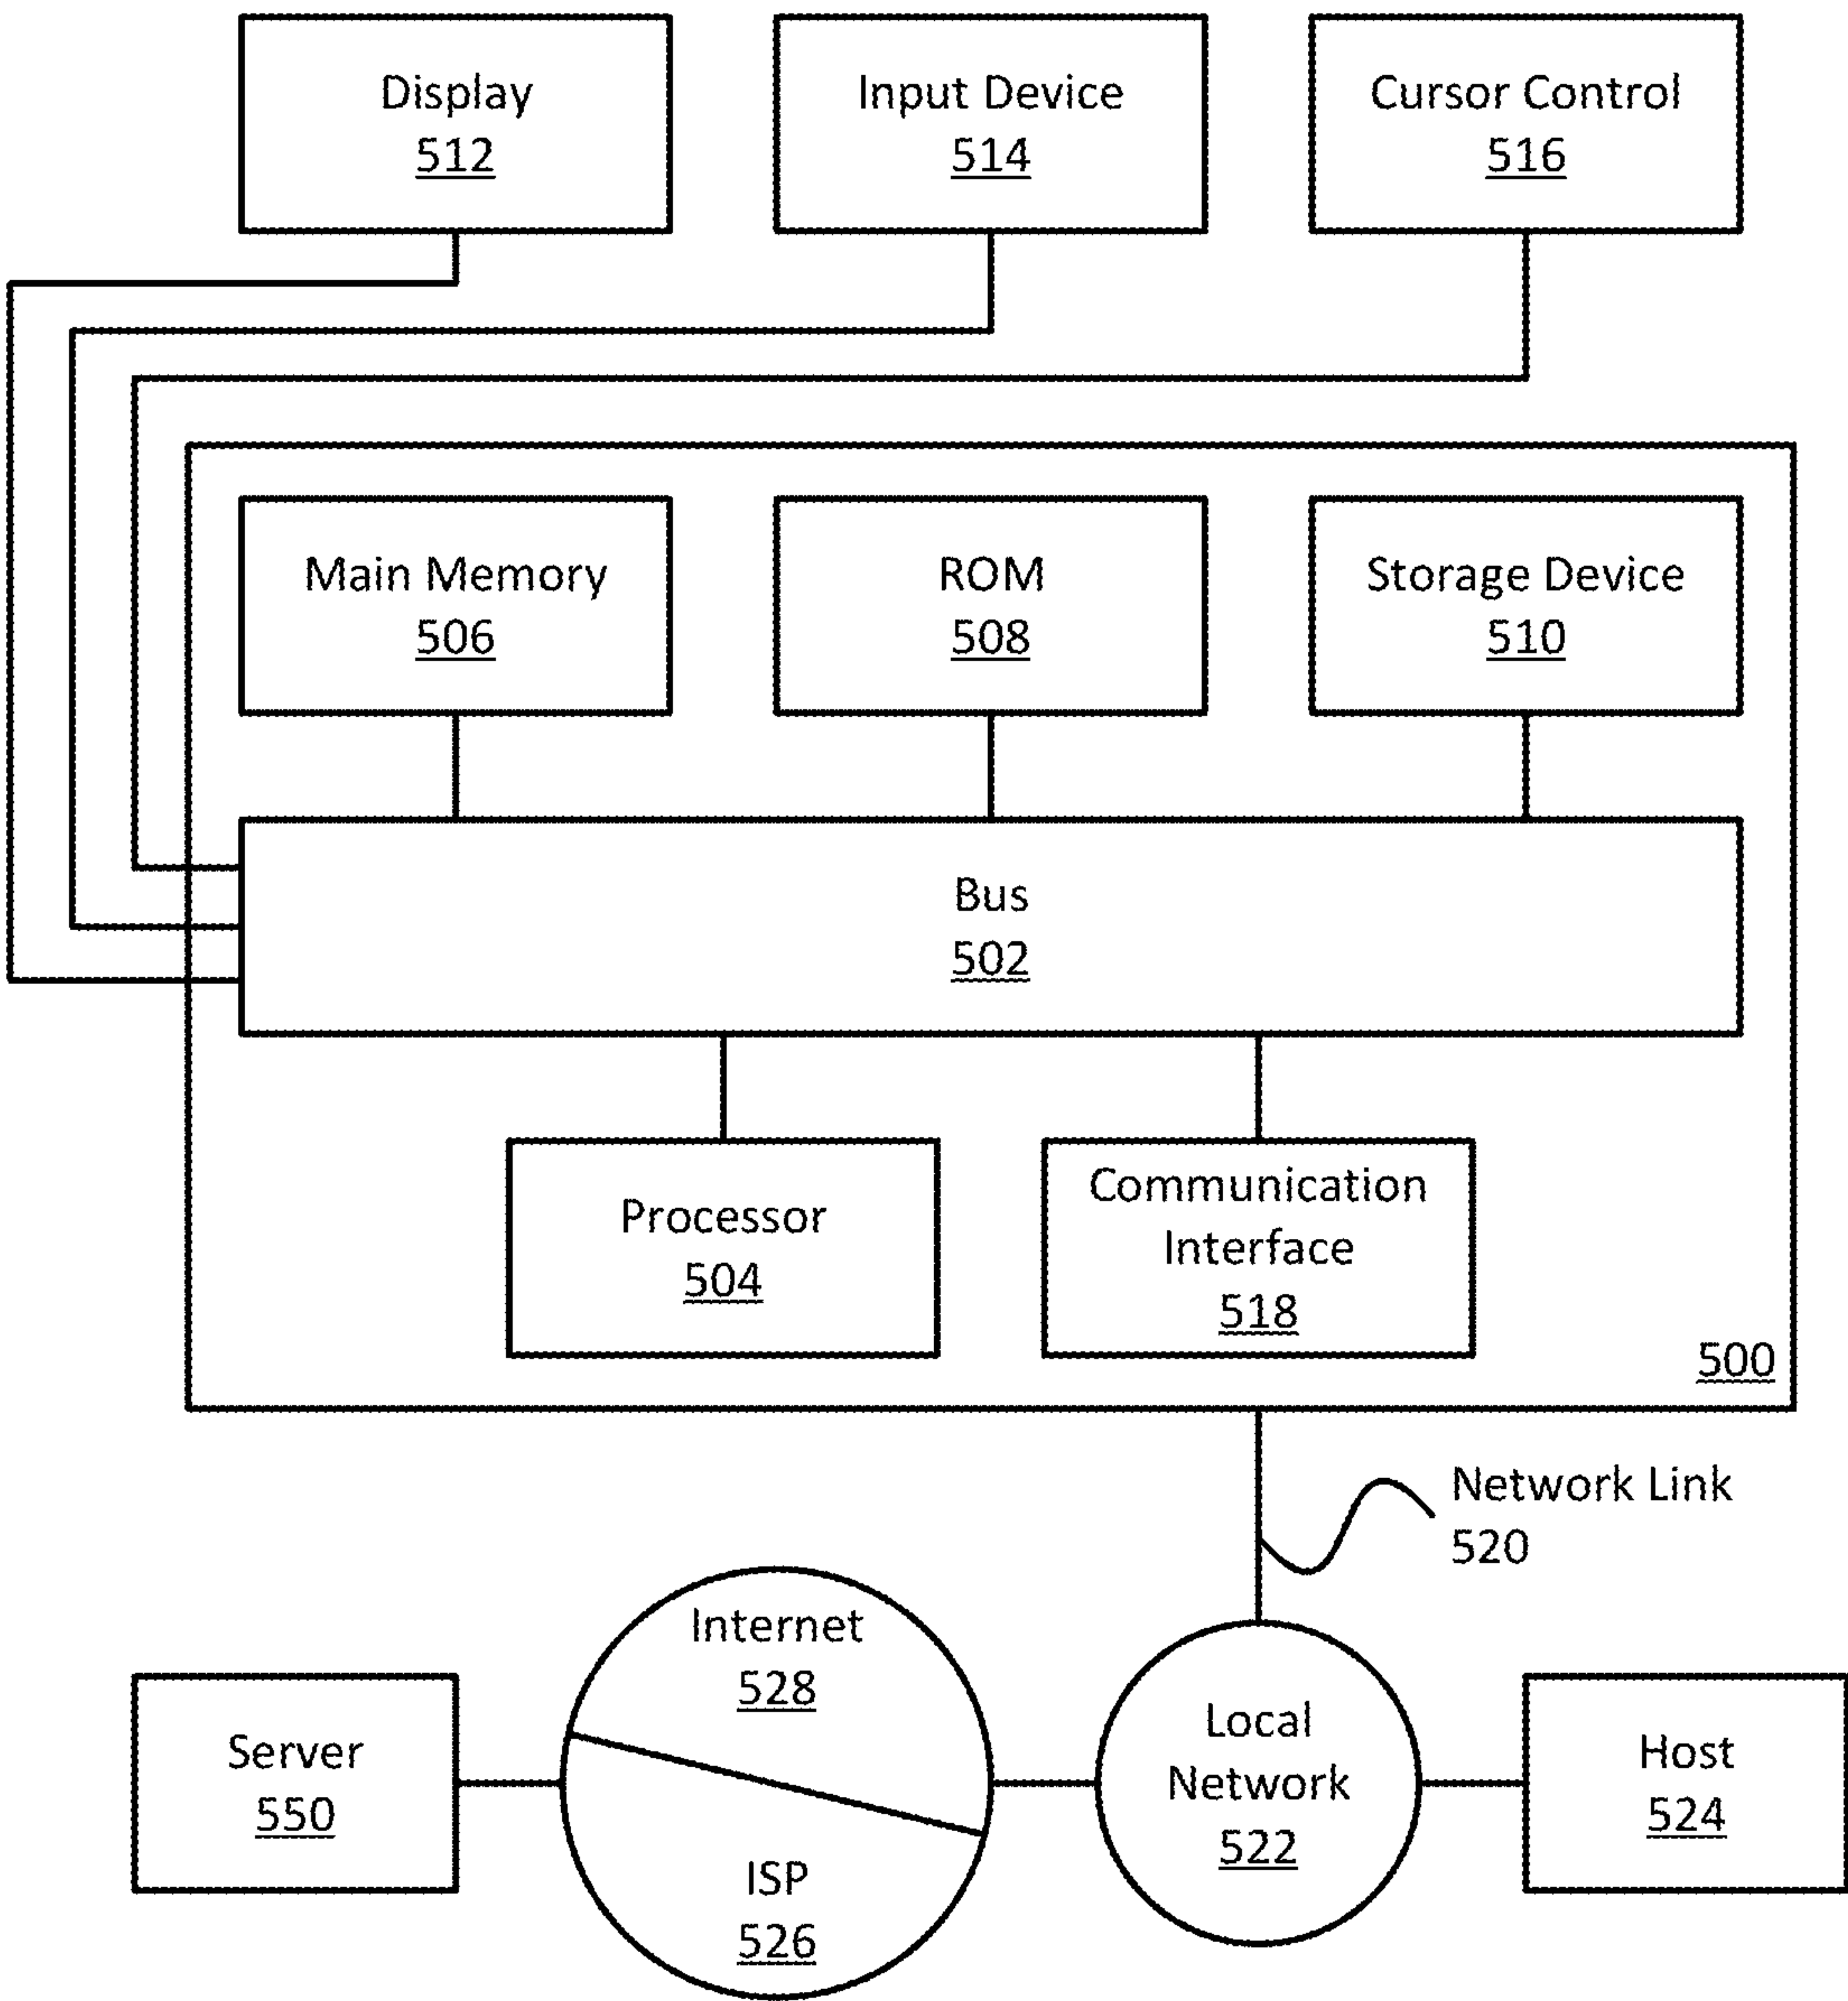 Display
512
Input Device
514
Cursor Control
516
Main Memory
506
ROM
508
Storage Device
510
Bus
502
Processor
504
Communication
Interface
518
500
Network Link
520
Internet
528
ISP
526
Server
550
Local
Network
522
Host
524